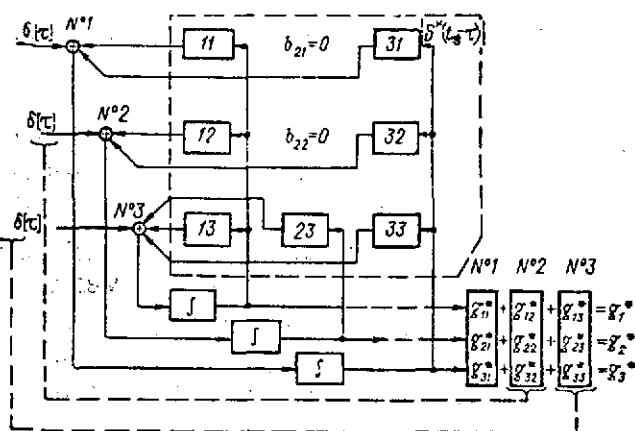 N°1
δ[τ]
11
b₂₁=0
31
δ*(t₃-τ)
N°2
δ[τ]
12
b₂₂=0
32
N°3
δ[τ]
13
23
33
N°1 N°2 N°3
∫
g₁₁* + g₁₂* + g₁₃* = g₁*
∫
g₂₁* + g₂₂* + g₂₃* = g₂*
∫
g₃₁* + g₃₂* + g₃₃* = g₃*